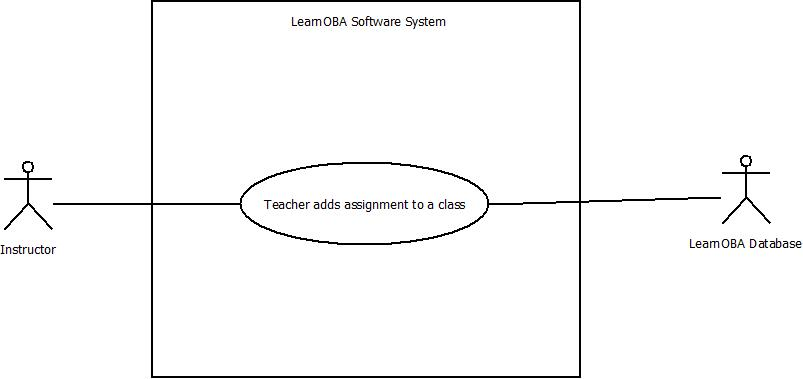 LearnOBA Software System
Teacher adds assignment to a class
Instructor
LearnOBA Database